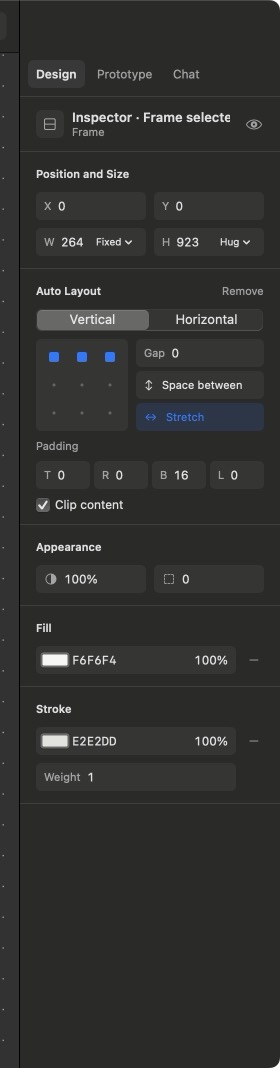 Design Prototype Chat
Inspector · Frame selecte
Frame
Position and Size
X 0 Y 0
W 264 Fixed H 923 Hug
Auto Layout Remove
Vertical Horizontal
Gap 0
Space between
Stretch
Padding
T 0 R 0 B 16 L 0
Clip content
Appearance
100% 0
Fill
F6F6F4 100%
Stroke
E2E2DD 100%
Weight 1